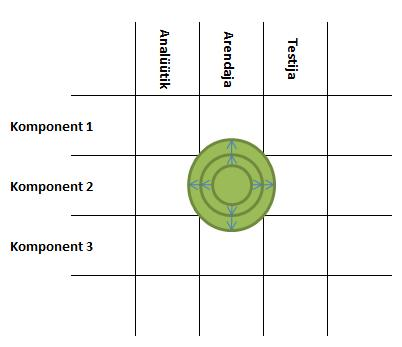 Analüütik
Arendaja
Testija
Komponent 1
Komponent 2
Komponent 3